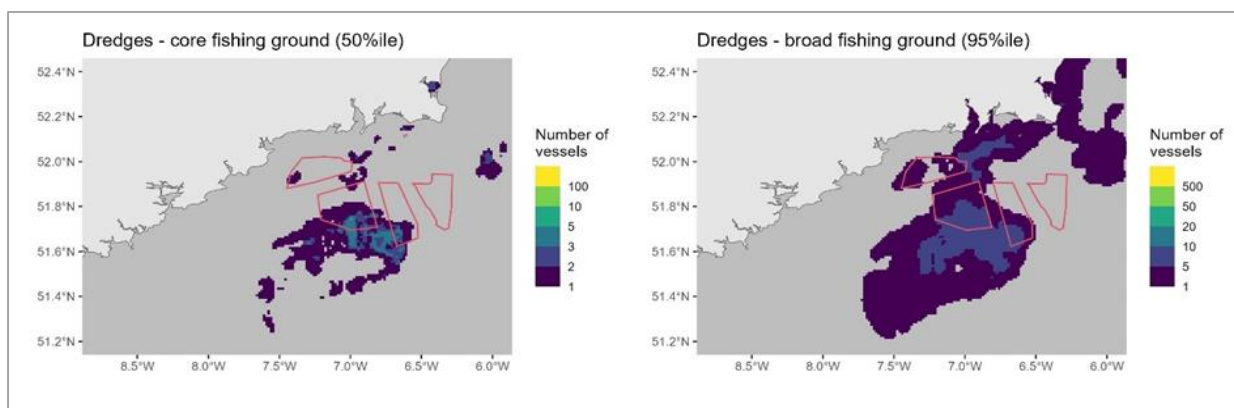 Dredges - core fishing ground (50%ile)
52.4°N
52.2°N
52.0°N
51.8°N
51.6°N
51.4°N
51.2°N
8.5°W 8.0°W 7.5°W 7.0°W 6.5°W 6.0°W
Number of
vessels
100
10
5
3
2
1
Dredges - broad fishing ground (95%ile)
52.4°N
52.2°N
52.0°N
51.8°N
51.6°N
51.4°N
51.2°N
8.5°W 8.0°W 7.5°W 7.0°W 6.5°W 6.0°W
Number of
vessels
500
50
20
10
5
1